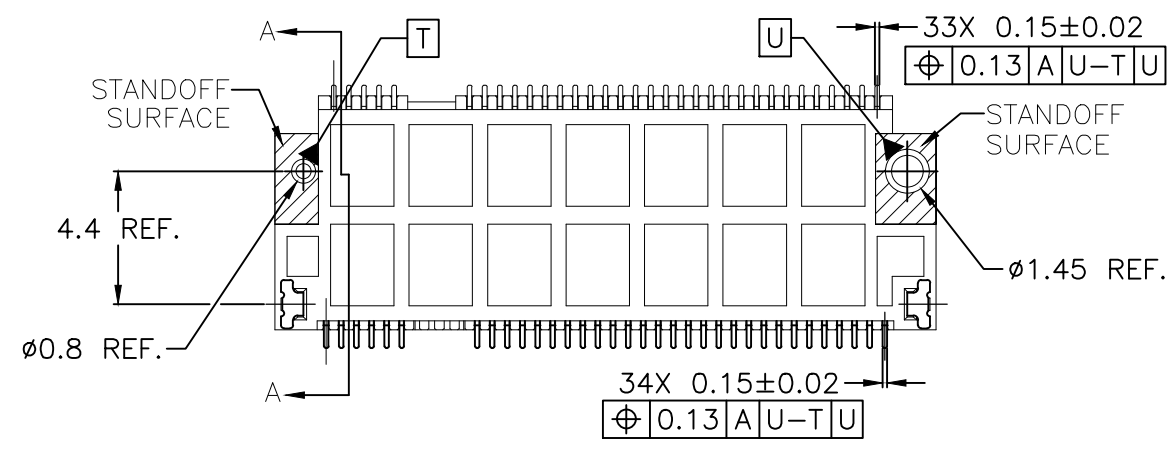 A
T
U
33X 0.15±0.02
⌖ 0.13 A U–T U
STANDOFF
SURFACE
STANDOFF
SURFACE
4.4 REF.
ø1.45 REF.
ø0.8 REF.
34X 0.15±0.02
A
⌖ 0.13 A U–T U